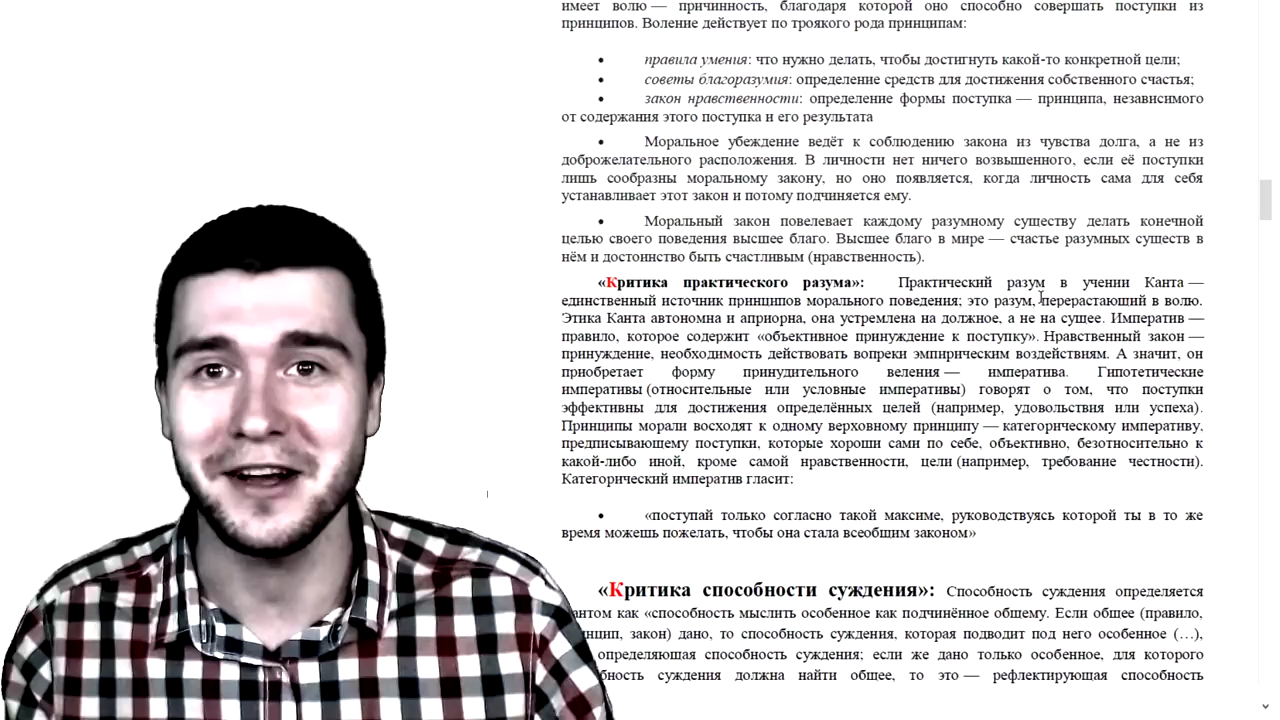 имеет волю — причинность, благодаря которой оно способно совершать поступки из
принципов. Воление действует по троякого рода принципам:
• правила умения: что нужно делать, чтобы достигнуть какой-то конкретной цели;
• советы благоразумия: определение средств для достижения собственного счастья;
• закон нравственности: определение формы поступка — принципа, независимого
от содержания этого поступка и его результата
• Моральное убеждение ведёт к соблюдению закона из чувства долга, а не из
доброжелательного расположения. В личности нет ничего возвышенного, если её поступки
лишь сообразны моральному закону, но оно появляется, когда личность сама для себя
устанавливает этот закон и потому подчиняется ему.
• Моральный закон повелевает каждому разумному существу делать конечной
целью своего поведения высшее благо. Высшее благо в мире — счастье разумных существ в
нём и достоинство быть счастливым (нравственность).
«Критика практического разума»: Практический разум в учении Канта —
единственный источник принципов морального поведения; это разум, перерастающий в волю.
Этика Канта автономна и априорна, она устремлена на должное, а не на сущее. Императив —
правило, которое содержит «объективное принуждение к поступку». Нравственный закон —
принуждение, необходимость действовать вопреки эмпирическим воздействиям. А значит, он
приобретает форму принудительного веления — императива. Гипотетические
императивы (относительные или условные императивы) говорят о том, что поступки
эффективны для достижения определённых целей (например, удовольствия или успеха).
Принципы морали восходят к одному верховному принципу — категорическому императиву,
предписывающему поступки, которые хороши сами по себе, объективно, безотносительно к
какой-либо иной, кроме самой нравственности, цели (например, требование честности).
Категорический императив гласит:
• «поступай только согласно такой максиме, руководствуясь которой ты в то же
время можешь пожелать, чтобы она стала всеобщим законом»
«Критика способности суждения»: Способность суждения определяется
антом как «способность мыслить особенное как подчинённое общему. Если общее (правило,
нцип, закон) дано, то способность суждения, которая подводит под него особенное (…),
определяющая способность суждения; если же дано только особенное, для которого
бность суждения должна найти общее, то это — рефлектирующая способность